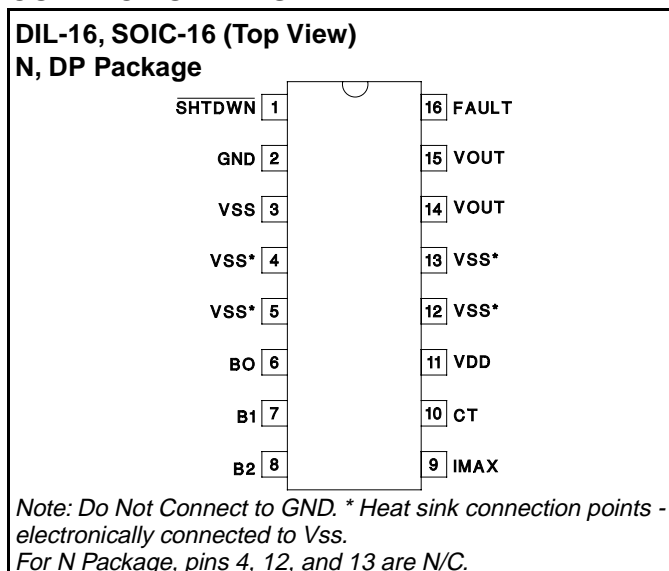 DIL-16, SOIC-16 (Top View)
N, DP Package
SHTDWN 1 16 FAULT
GND 2 15 VOUT
VSS 3 14 VOUT
VSS* 4 13 VSS*
VSS* 5 12 VSS*
BO 6 11 VDD
B1 7 10 CT
B2 8 9 IMAX
Note: Do Not Connect to GND. * Heat sink connection points -
electronically connected to Vss.
For N Package, pins 4, 12, and 13 are N/C.